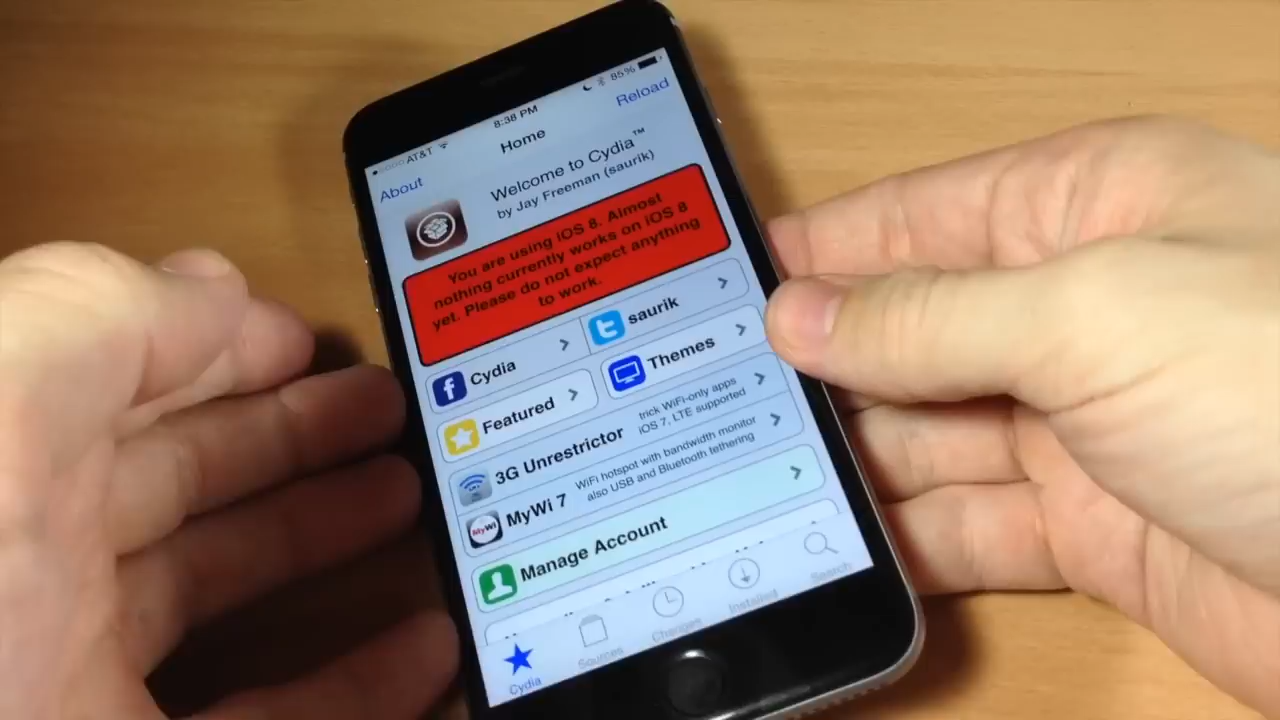 AT&T 8:38 PM 85%
Home Reload
About
Welcome to Cydia™
by Jay Freeman (saurik)
You are using iOS 8. Almost
nothing currently works on iOS 8
yet. Please do not expect anything
to work.
Cydia
saurik
Featured
Themes
3G Unrestrictor
trick WiFi-only apps
iOS 7, LTE supported
MyWi 7
WiFi hotspot with bandwidth monitor
also USB and Bluetooth tethering
MyWi
Manage Account
Cydia
Sources
Changes
Installed
Search